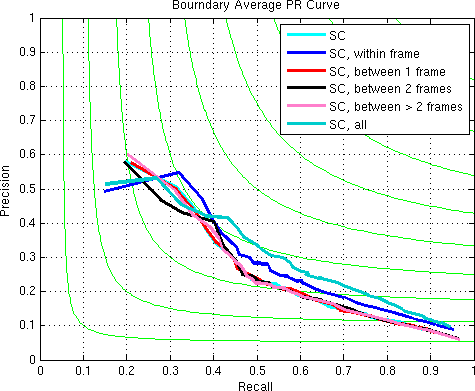 Bourndary Average PR Curve
1
0.9
0.8
0.7
0.6
0.5
0.4
0.3
0.2
0.1
0
Precision
SC
SC, within frame
SC, between 1 frame
SC, between 2 frames
SC, between > 2 frames
SC, all
0 0.1 0.2 0.3 0.4 0.5 0.6 0.7 0.8 0.9
Recall